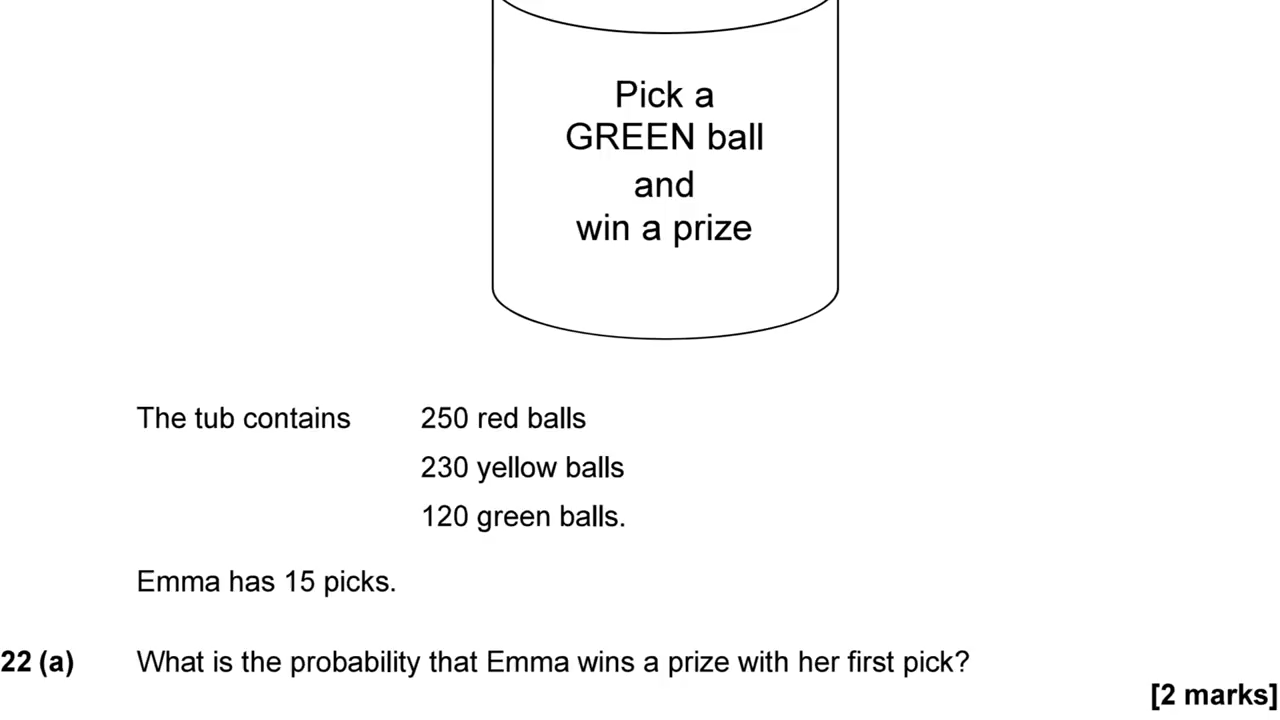 Pick a
GREEN ball
and
win a prize
The tub contains 250 red balls
230 yellow balls
120 green balls.
Emma has 15 picks.
22 (a) What is the probability that Emma wins a prize with her first pick?
[2 marks]